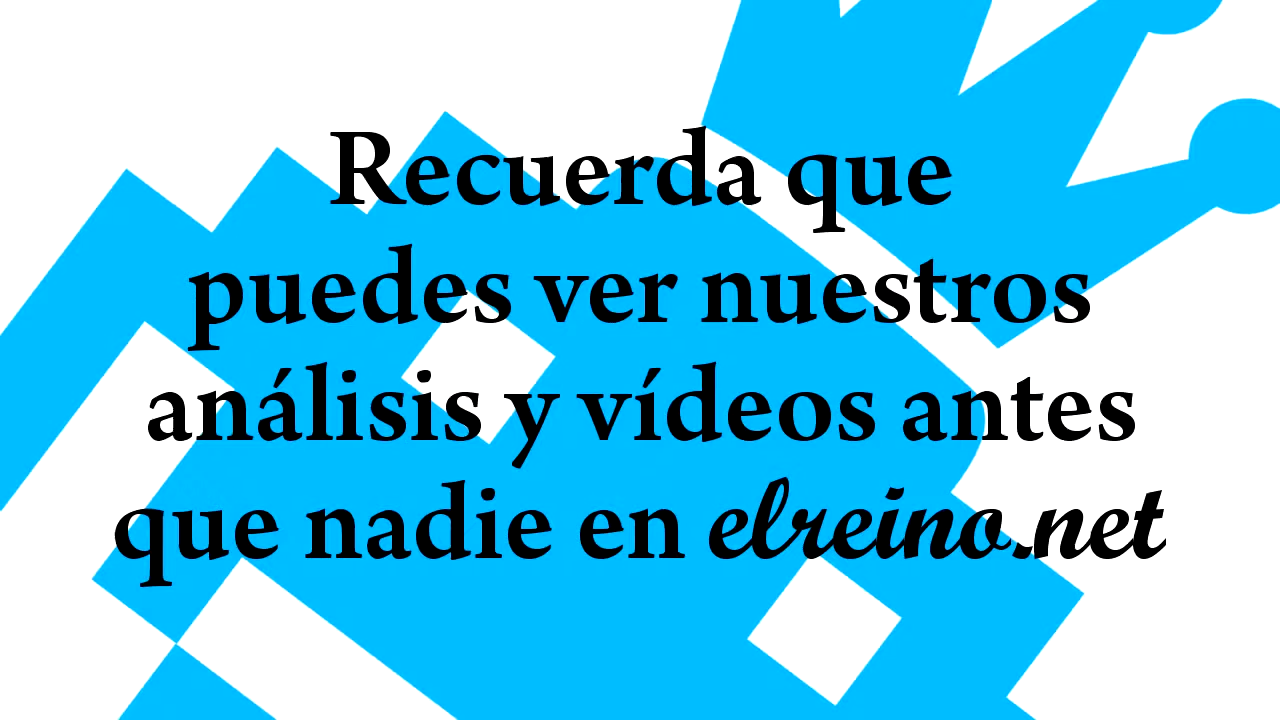 Recuerda que
puedes ver nuestros
análisis y vídeos antes
que nadie en elreino.net